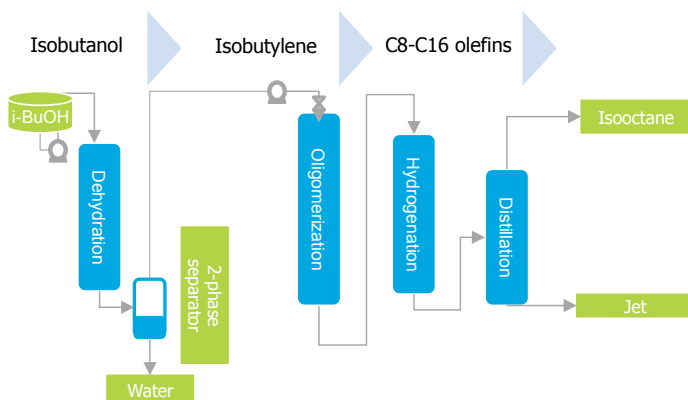 Isobutanol
Isobutylene
C8-C16 olefins
i-BuOH
Dehydration
2-phase
separator
Water
Oligomerization
Hydrogenation
Distillation
Isooctane
Jet